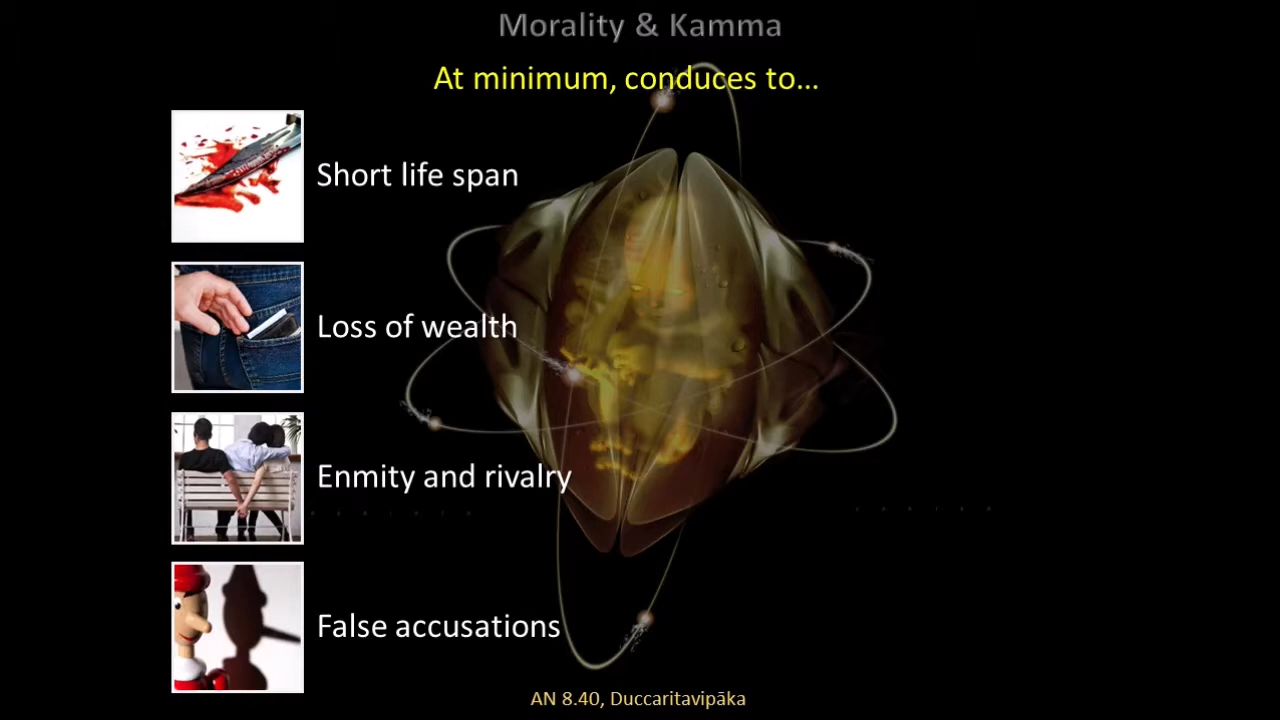 Morality & Kamma
At minimum, conduces to...
Short life span
Loss of wealth
Enmity and rivalry
False accusations
AN 8.40, Duccaritavipāka